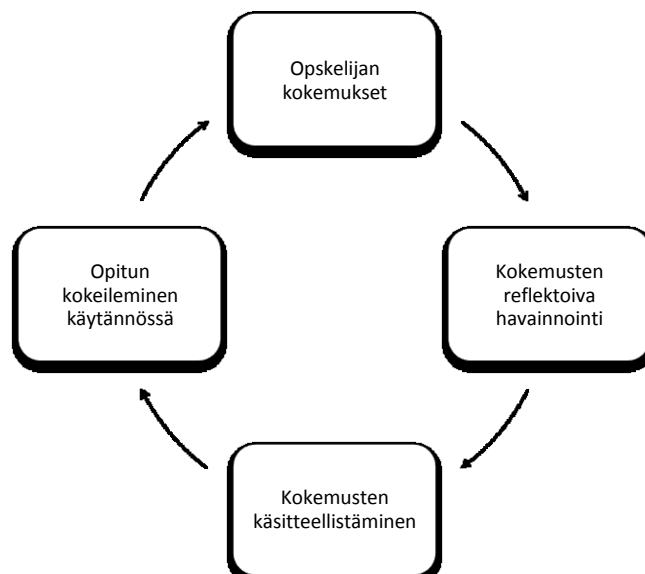 Opskelijan
kokemukset
Kokemusten
reflektoiva
havainnointi
Kokemusten
käsitteellistäminen
Opitun
kokeileminen
käytännössä